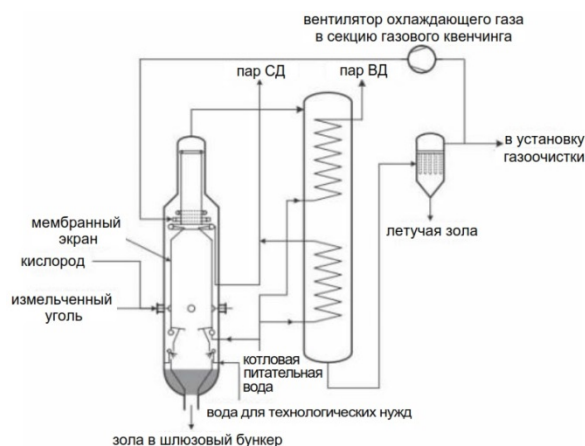 вентилятор охлаждающего газа
в секцию газового квенчинга
пар СД
пар ВД
в установку
газоочистки
летучая зола
мембранный
экран
кислород
измельченный
уголь
котловая
питательная
вода
вода для технологических нужд
зола в шлюзовый бункер